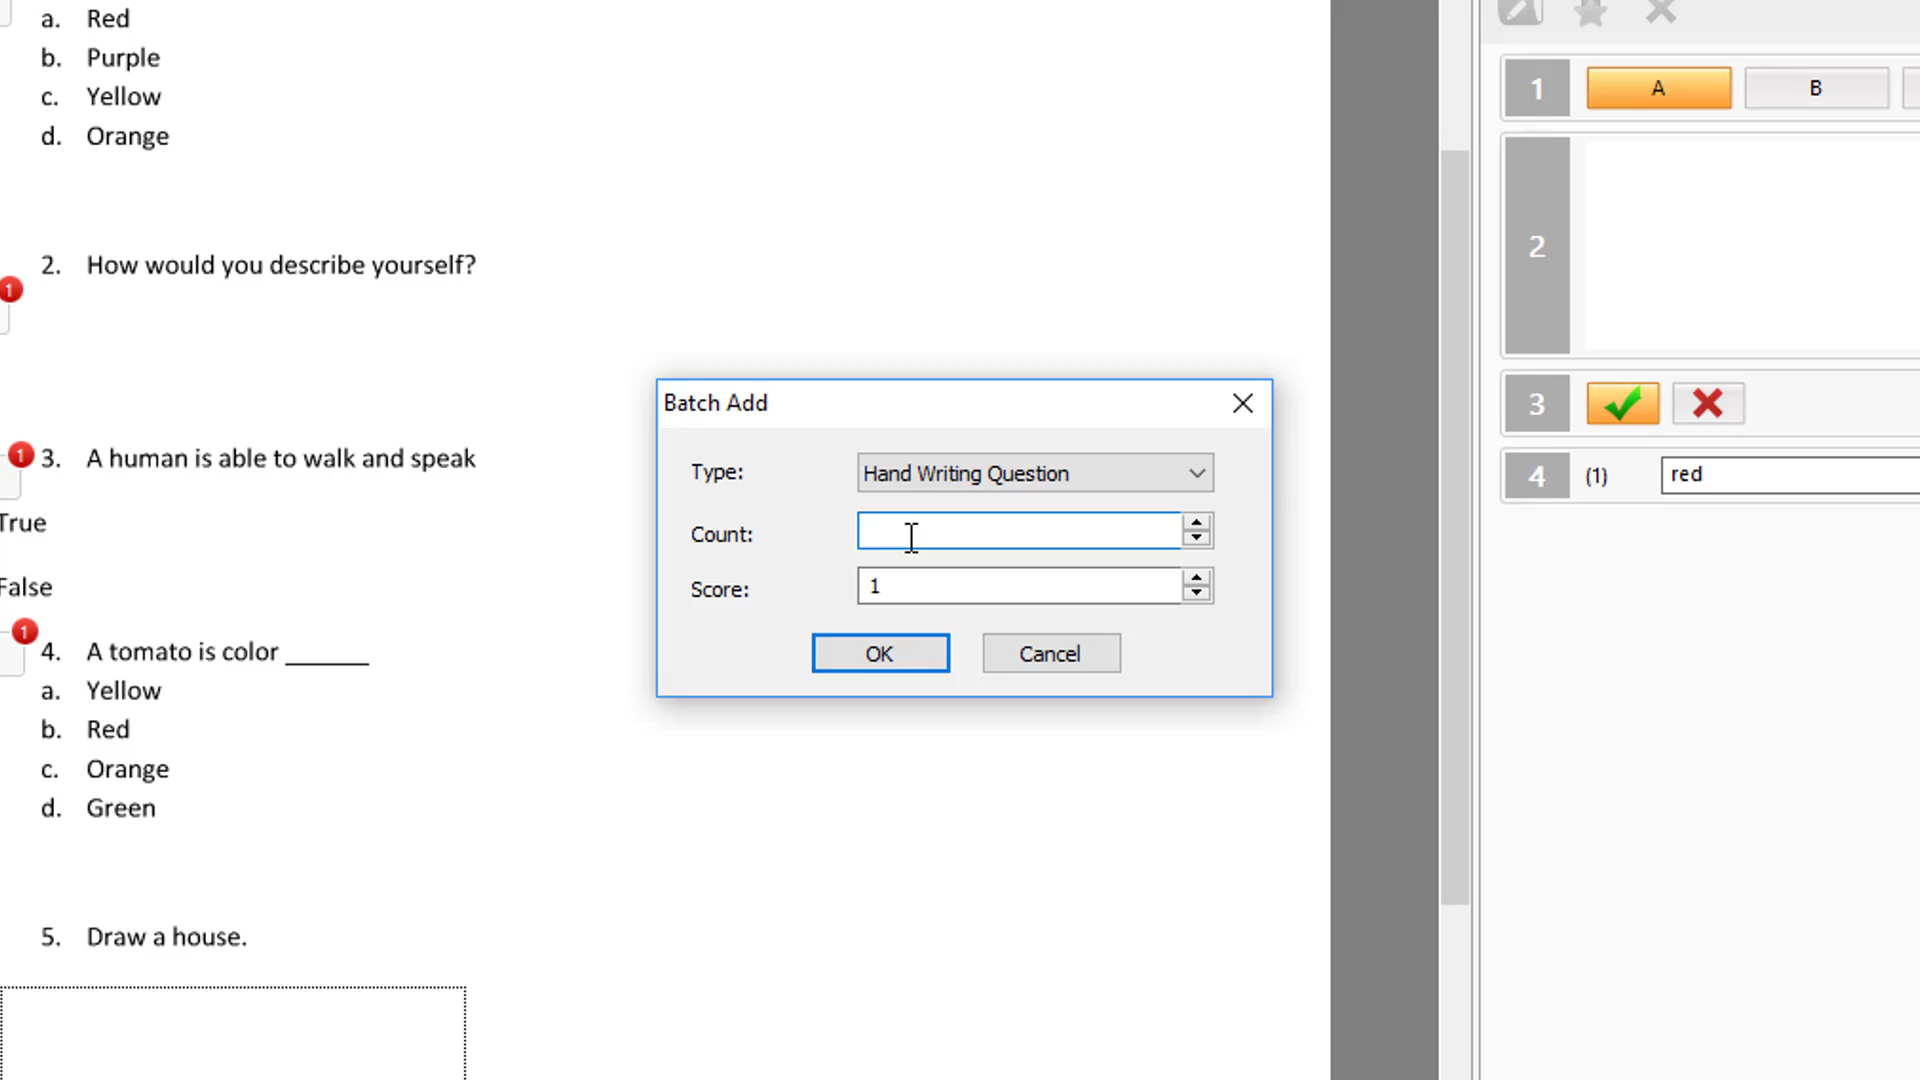 a. Red
b. Purple
c. Yellow
d. Orange
2. How would you describe yourself?
1
1 3. A human is able to walk and speak
True
False
1
4. A tomato is color ______
a. Yellow
b. Red
c. Orange
d. Green
5. Draw a house.
Batch Add
Type: Hand Writing Question
Count:
Score: 1
OK Cancel
1 A B
2
3
4 (1) red